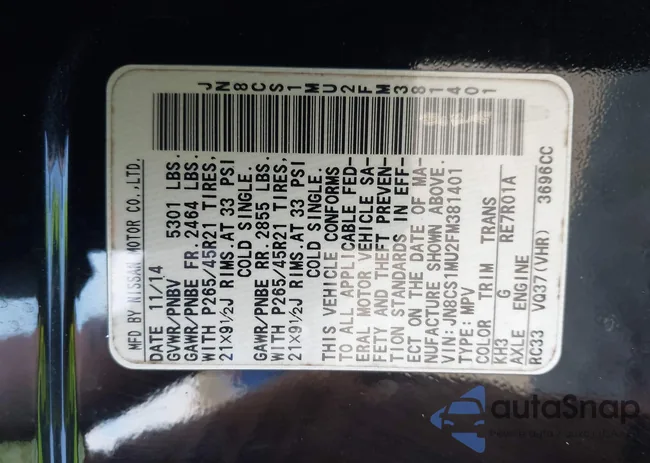 JN8CS1MU2FM381401
MFD BY NISSAN MOTOR CO.,LTD.
DATE 11/14
GVWR/PNBV 5301 LBS.
GAWR/PNBE FR. 2464 LBS.
WITH P265/45R21 TIRES,
21X9½J RIMS AT 33 PSI
COLD SINGLE.
GAWR/PNBE RR. 2855 LBS.
WITH P265/45R21 TIRES,
21X9½J RIMS AT 33 PSI
COLD SINGLE.
THIS VEHICLE CONFORMS
TO ALL APPLICABLE FED-
ERAL MOTOR VEHICLE SA-
FETY AND THEFT PREVEN-
TION STANDARDS IN EFF-
ECT ON THE DATE OF MA-
NUFACTURE SHOWN ABOVE.
VIN: JN8CS1MU2FM381401
TYPE: MPV
COLOR TRIM TRANS
KH3 G RE7R01A
AXLE ENGINE
RC33 VQ37(VHR) 3696CC
autoSnap